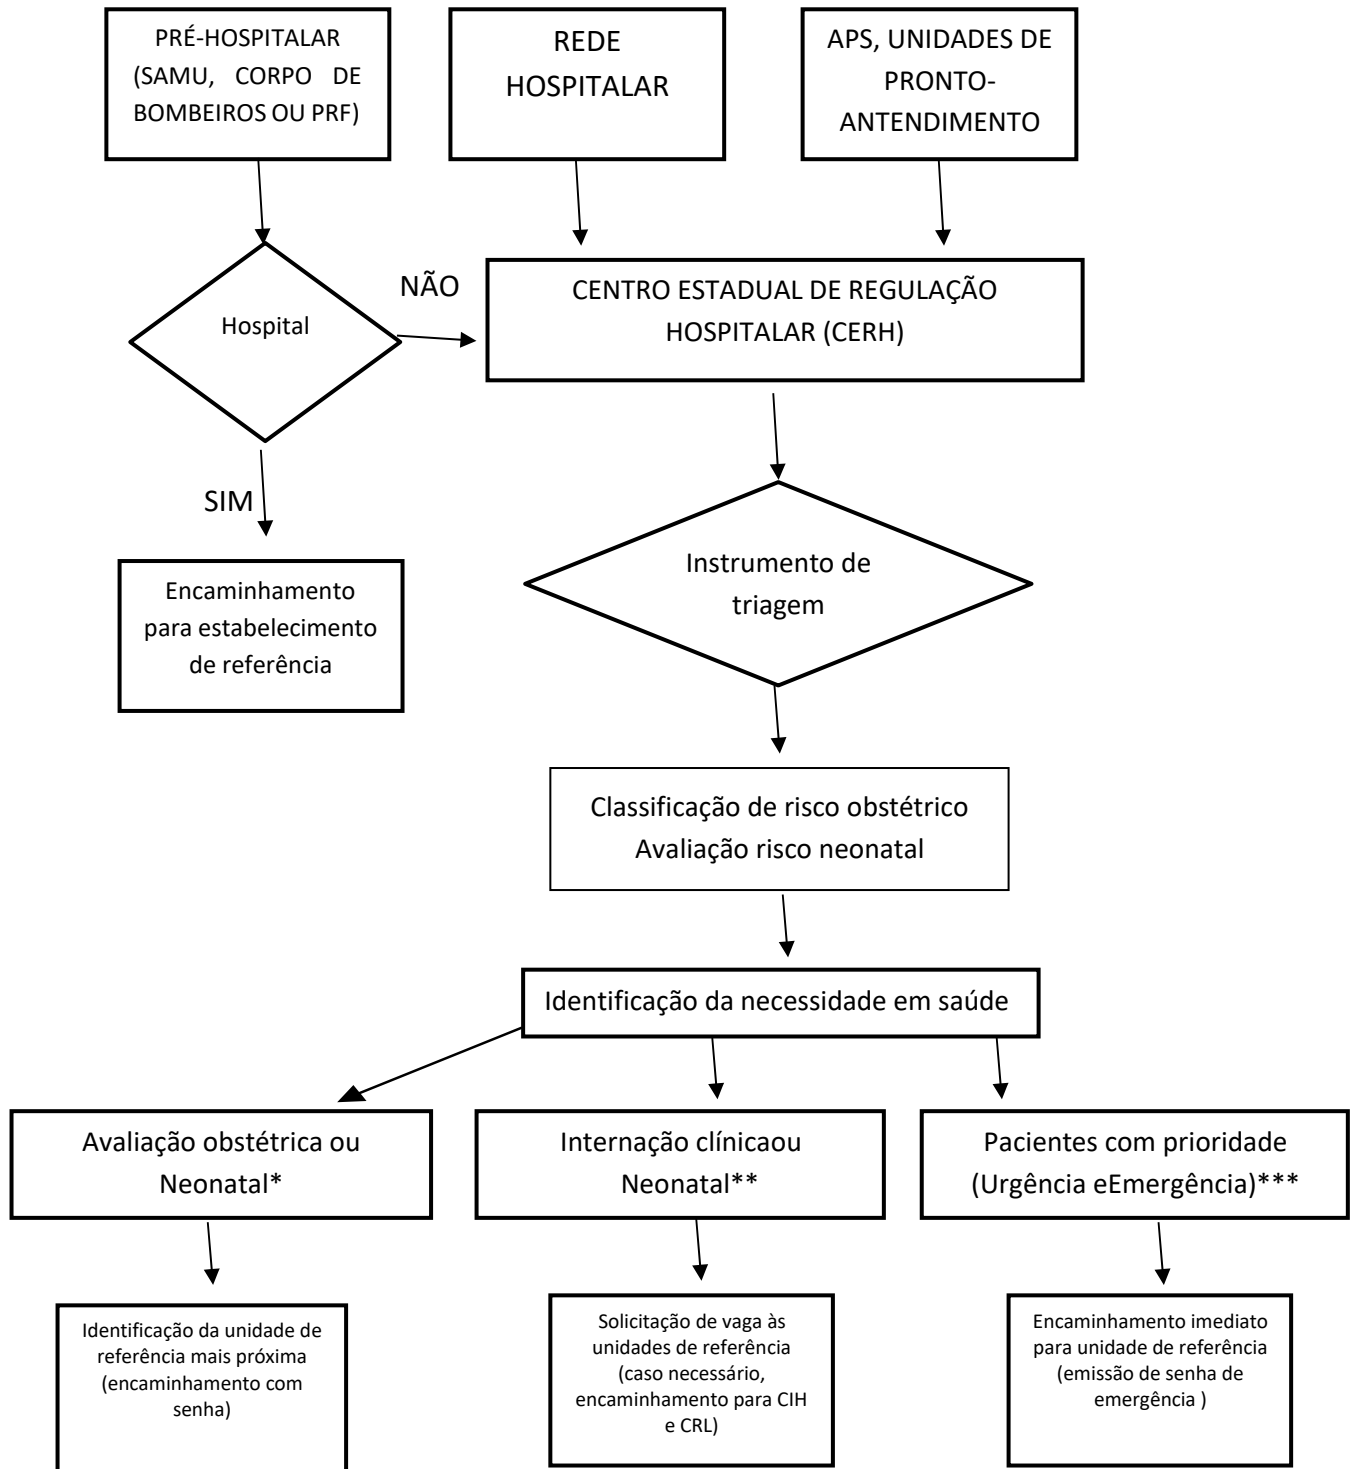 PRÉ-HOSPITALAR
(SAMU, CORPO DE
BOMBEIROS OU PRF)
REDE
HOSPITALAR
APS, UNIDADES DE
PRONTO-
ANTENDIMENTO
Hospital
NÃO
CENTRO ESTADUAL DE REGULAÇÃO
HOSPITALAR (CERH)
SIM
Encaminhamento
para estabelecimento
de referência
Instrumento de
triagem
Classificação de risco obstétrico
Avaliação risco neonatal
Identificação da necessidade em saúde
Avaliação obstétrica ou
Neonatal*
Internação clínicaou
Neonatal**
Pacientes com prioridade
(Urgência eEmergência)***
Identificação da unidade de
referência mais próxima
(encaminhamento com
senha)
Solicitação de vaga às
unidades de referência
(caso necessário,
encaminhamento para CIH
e CRL)
Encaminhamento imediato
para unidade de referência
(emissão de senha de
emergência )